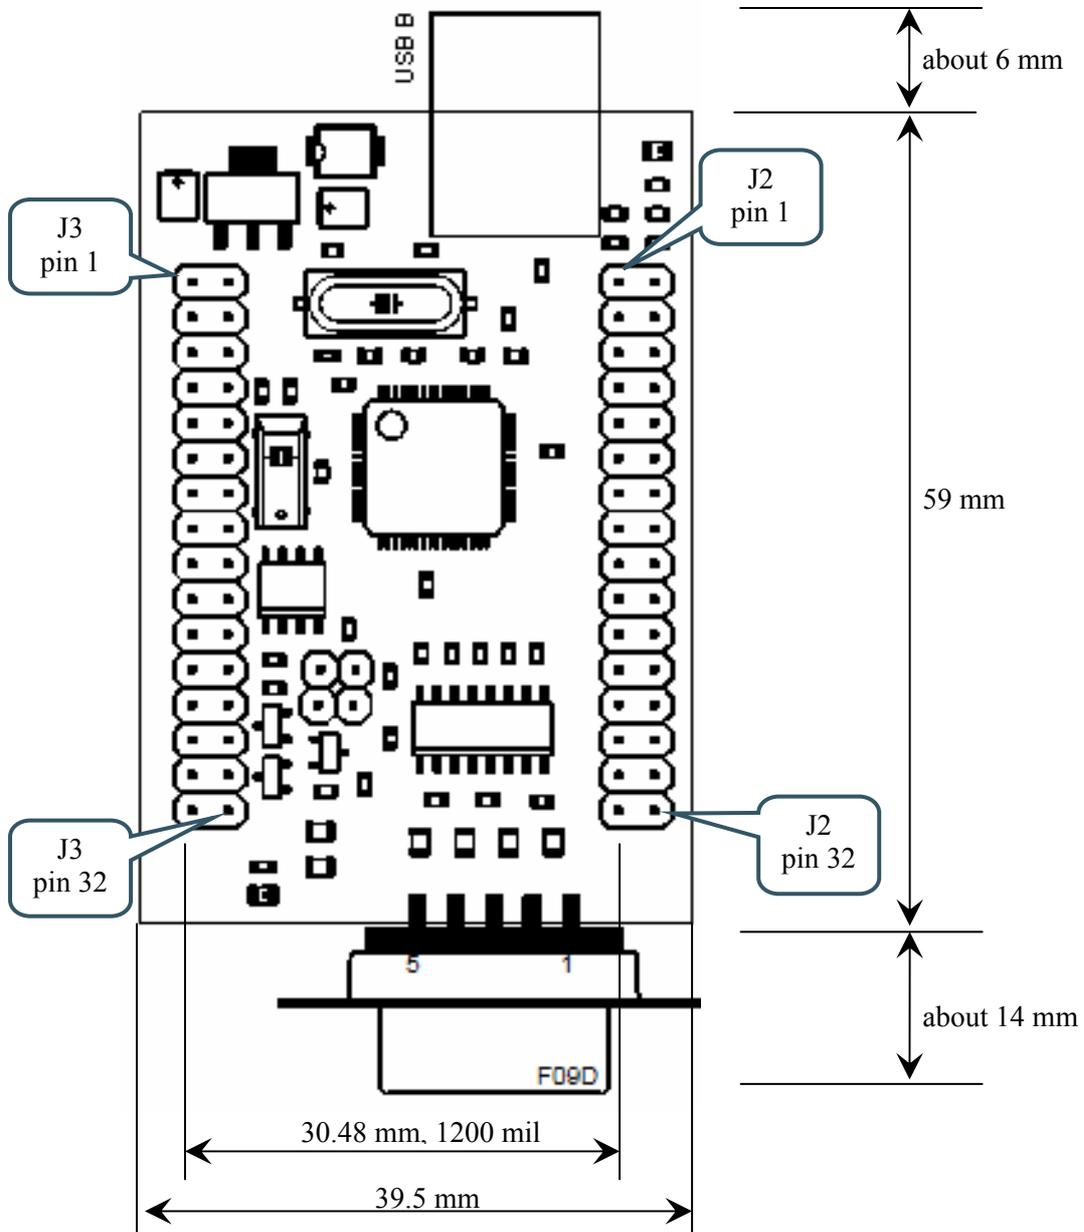 USB B
about 6 mm
J2
pin 1
J3
pin 1
59 mm
J2
pin 32
J3
pin 32
5 1
about 14 mm
F09D
30.48 mm, 1200 mil
39.5 mm